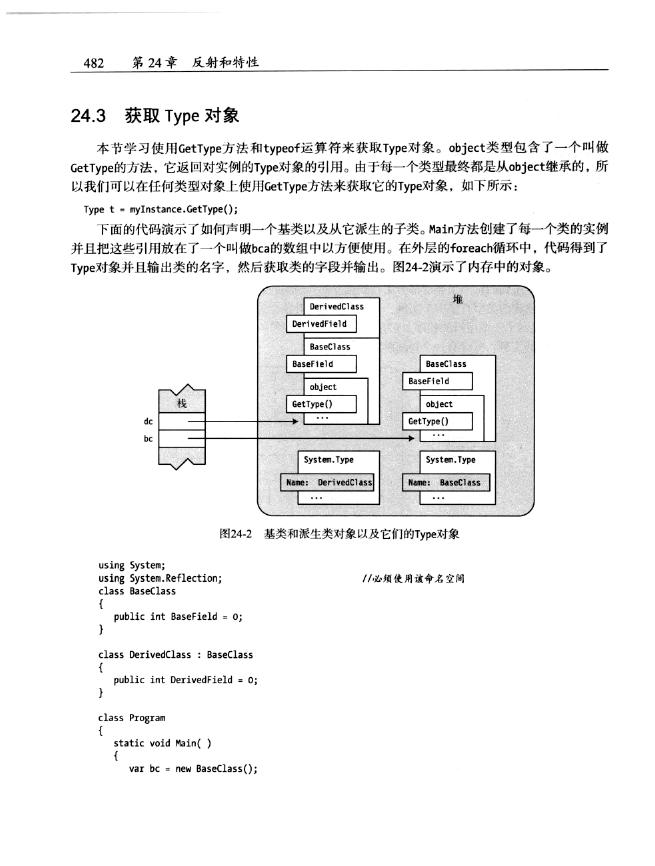 482 第24章 反射和特性
24.3 获取 Type 对象
本节学习使用GetType方法和typeof运算符来获取Type对象。object类型包含了一个叫做
GetType的方法，它返回对实例的Type对象的引用。由于每一个类型最终都是从object继承的，所
以我们可以在任何类型对象上使用GetType方法来获取它的Type对象，如下所示：
Type t = myInstance.GetType();
下面的代码演示了如何声明一个基类以及从它派生的子类。Main方法创建了每一个类的实例
并且把这些引用放在了一个叫做bca的数组中以方便使用。在外层的foreach循环中，代码得到了
Type对象并且输出类的名字，然后获取类的字段并输出。图24-2演示了内存中的对象。
堆
DerivedClass
DerivedField
BaseClass
BaseField
object
GetType()
...
BaseClass
BaseField
object
GetType()
...
栈
dc
bc
System.Type
Name: DerivedClass
...
System.Type
Name: BaseClass
...
图24-2 基类和派生类对象以及它们的Type对象
using System;
using System.Reflection; //必须使用该命名空间
class BaseClass
{
public int BaseField = 0;
}
class DerivedClass : BaseClass
{
public int DerivedField = 0;
}
class Program
{
static void Main( )
{
var bc = new BaseClass();